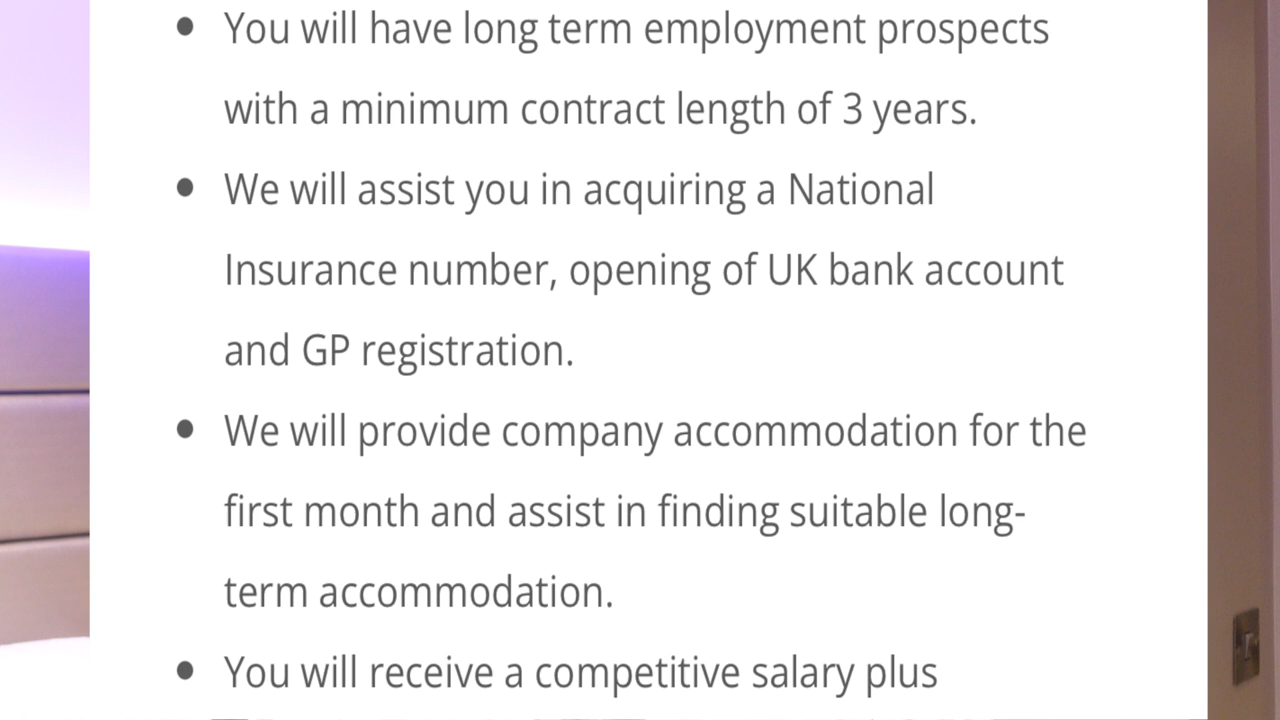 • You will have long term employment prospects
with a minimum contract length of 3 years.
• We will assist you in acquiring a National
Insurance number, opening of UK bank account
and GP registration.
• We will provide company accommodation for the
first month and assist in finding suitable long-
term accommodation.
• You will receive a competitive salary plus